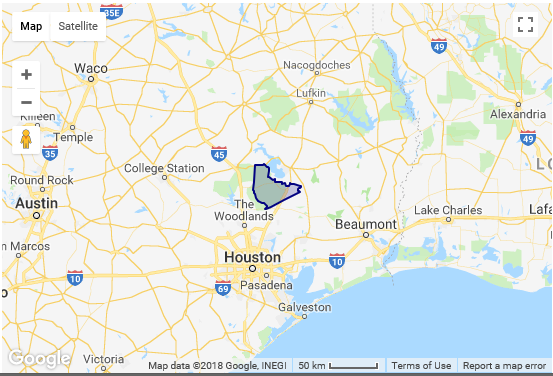 35E
Map
Satellite
49
Nacogdoches
Waco
Lufkin
Alexandria
Killeen
Temple
35
49
45
College Station
Round Rock
Austin
The
Woodlands
Lake Charles
Lafa
Beaumont
n Marcos
Houston
10
10
Pasadena
69
Galveston
Victoria
Google
Map data ©2018 Google, INEGI
50 km
Terms of Use
Report a map error